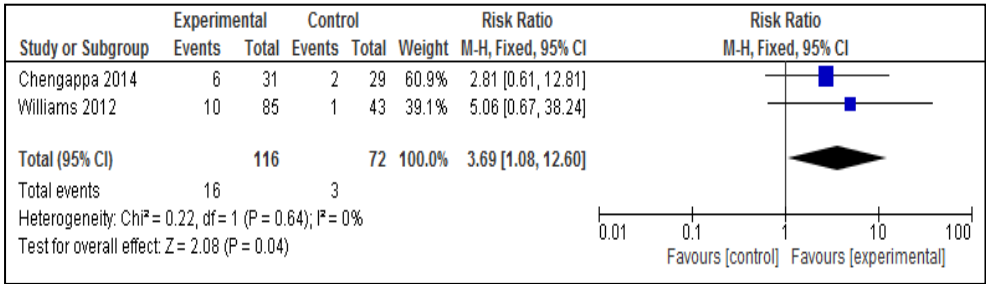 Experimental Control Risk Ratio Risk Ratio
Study or Subgroup Events Total Events Total Weight M-H, Fixed, 95% CI M-H, Fixed, 95% CI
Chengappa 2014 6 31 2 29 60.9% 2.81 [0.61, 12.81]
Williams 2012 10 85 1 43 39.1% 5.06 [0.67, 38.24]
Total (95% CI) 116 72 100.0% 3.69 [1.08, 12.60]
Total events 16 3
Heterogeneity: Chi² = 0.22, df = 1 (P = 0.64); I² = 0%
Test for overall effect: Z = 2.08 (P = 0.04)
0.01 0.1 1 10 100
Favours [control] Favours [experimental]